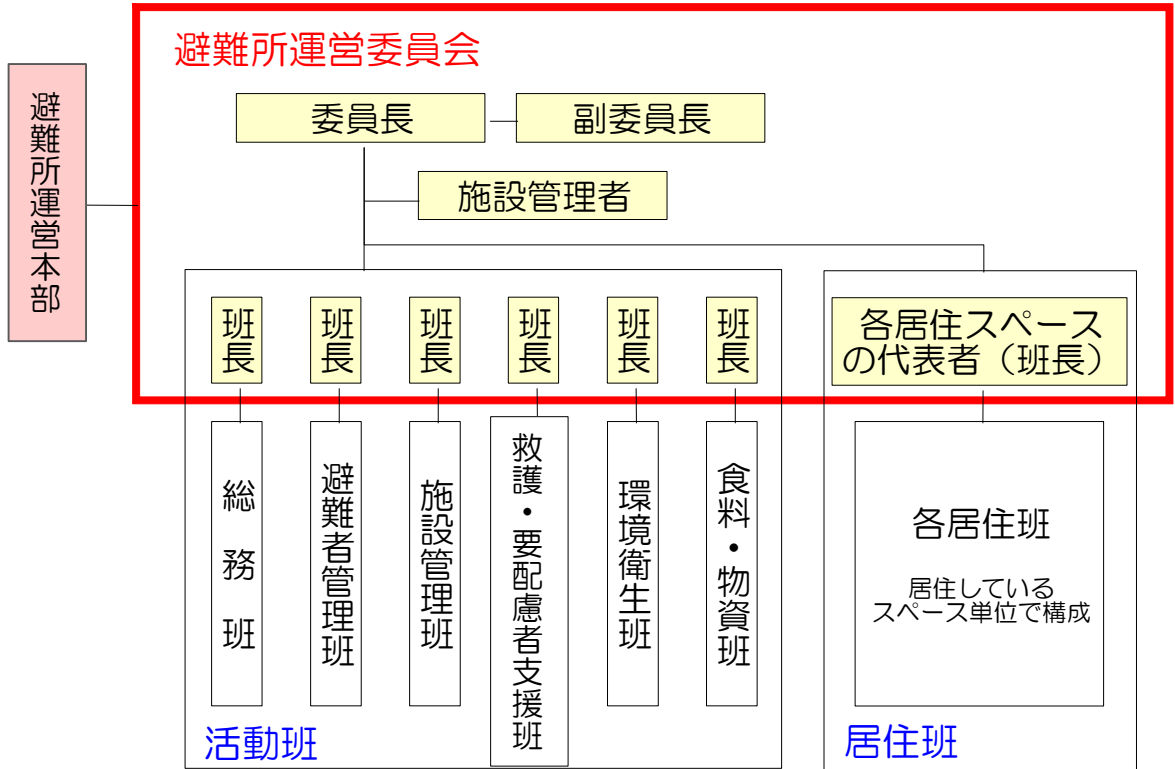 避難所運営委員会
避難所運営本部
委員長
副委員長
施設管理者
班長
班長
班長
班長
班長
班長
各居住スペース
の代表者（班長）
総務班
避難者管理班
施設管理班
救護・要配慮者支援班
環境衛生班
食料・物資班
各居住班
居住している
スペース単位で構成
活動班
居住班